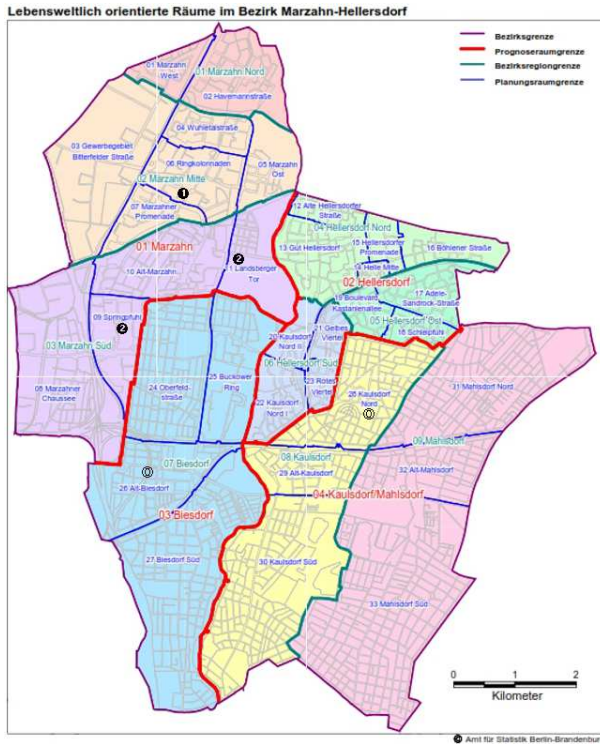 Lebensweltlich orientierte Räume im Bezirk Marzahn-Hellersdorf
Bezirksgrenze
Prognoseraumgrenze
Bezirksregiongrenze
Planungsraumgrenze
01 Marzahn
West
01 Marzahn Nord
02 Havemannstraße
04 Wuhletalstraße
03 Gewerbegebiet
Bitterfelder Straße
06 Ringkolonnaden
05 Marzahn
Ost
02 Marzahn Mitte
❶
07 Marzahner
Promenade
12 Alte Hellersdorfer
Straße
04 Hellersdorf Nord
01 Marzahn
13 Gut Hellersdorf
15 Hellersdorfer
Promenade
16 Böhlener Straße
❷
10 Alt-Marzahn
11 Landsberger
Tor
14 Helle Mitte
02 Hellersdorf
17 Adele-
Sandrock-Straße
19 Boulevard
Kastanienallee
09 Springpfuhl
❷
05 Hellersdorf Ost
18 Schleipfuhl
03 Marzahn Süd
20 Kaulsdorf
Nord II
21 Gelbes
Viertel
06 Hellersdorf Süd
08 Marzahner
Chaussee
24 Oberfeld-
straße
25 Buckower
Ring
23 Rotes
Viertel
22 Kaulsdorf
Nord I
28 Kaulsdorf
Nord
31 Mahlsdorf Nord
09 Mahlsdorf
07 Biesdorf
08 Kaulsdorf
29 Alt-Kaulsdorf
32 Alt-Mahlsdorf
26 Alt-Biesdorf
04 Kaulsdorf/Mahlsdorf
03 Biesdorf
27 Biesdorf Süd
30 Kaulsdorf Süd
33 Mahlsdorf Süd
0 1 2
Kilometer
Amt für Statistik Berlin-Brandenbur